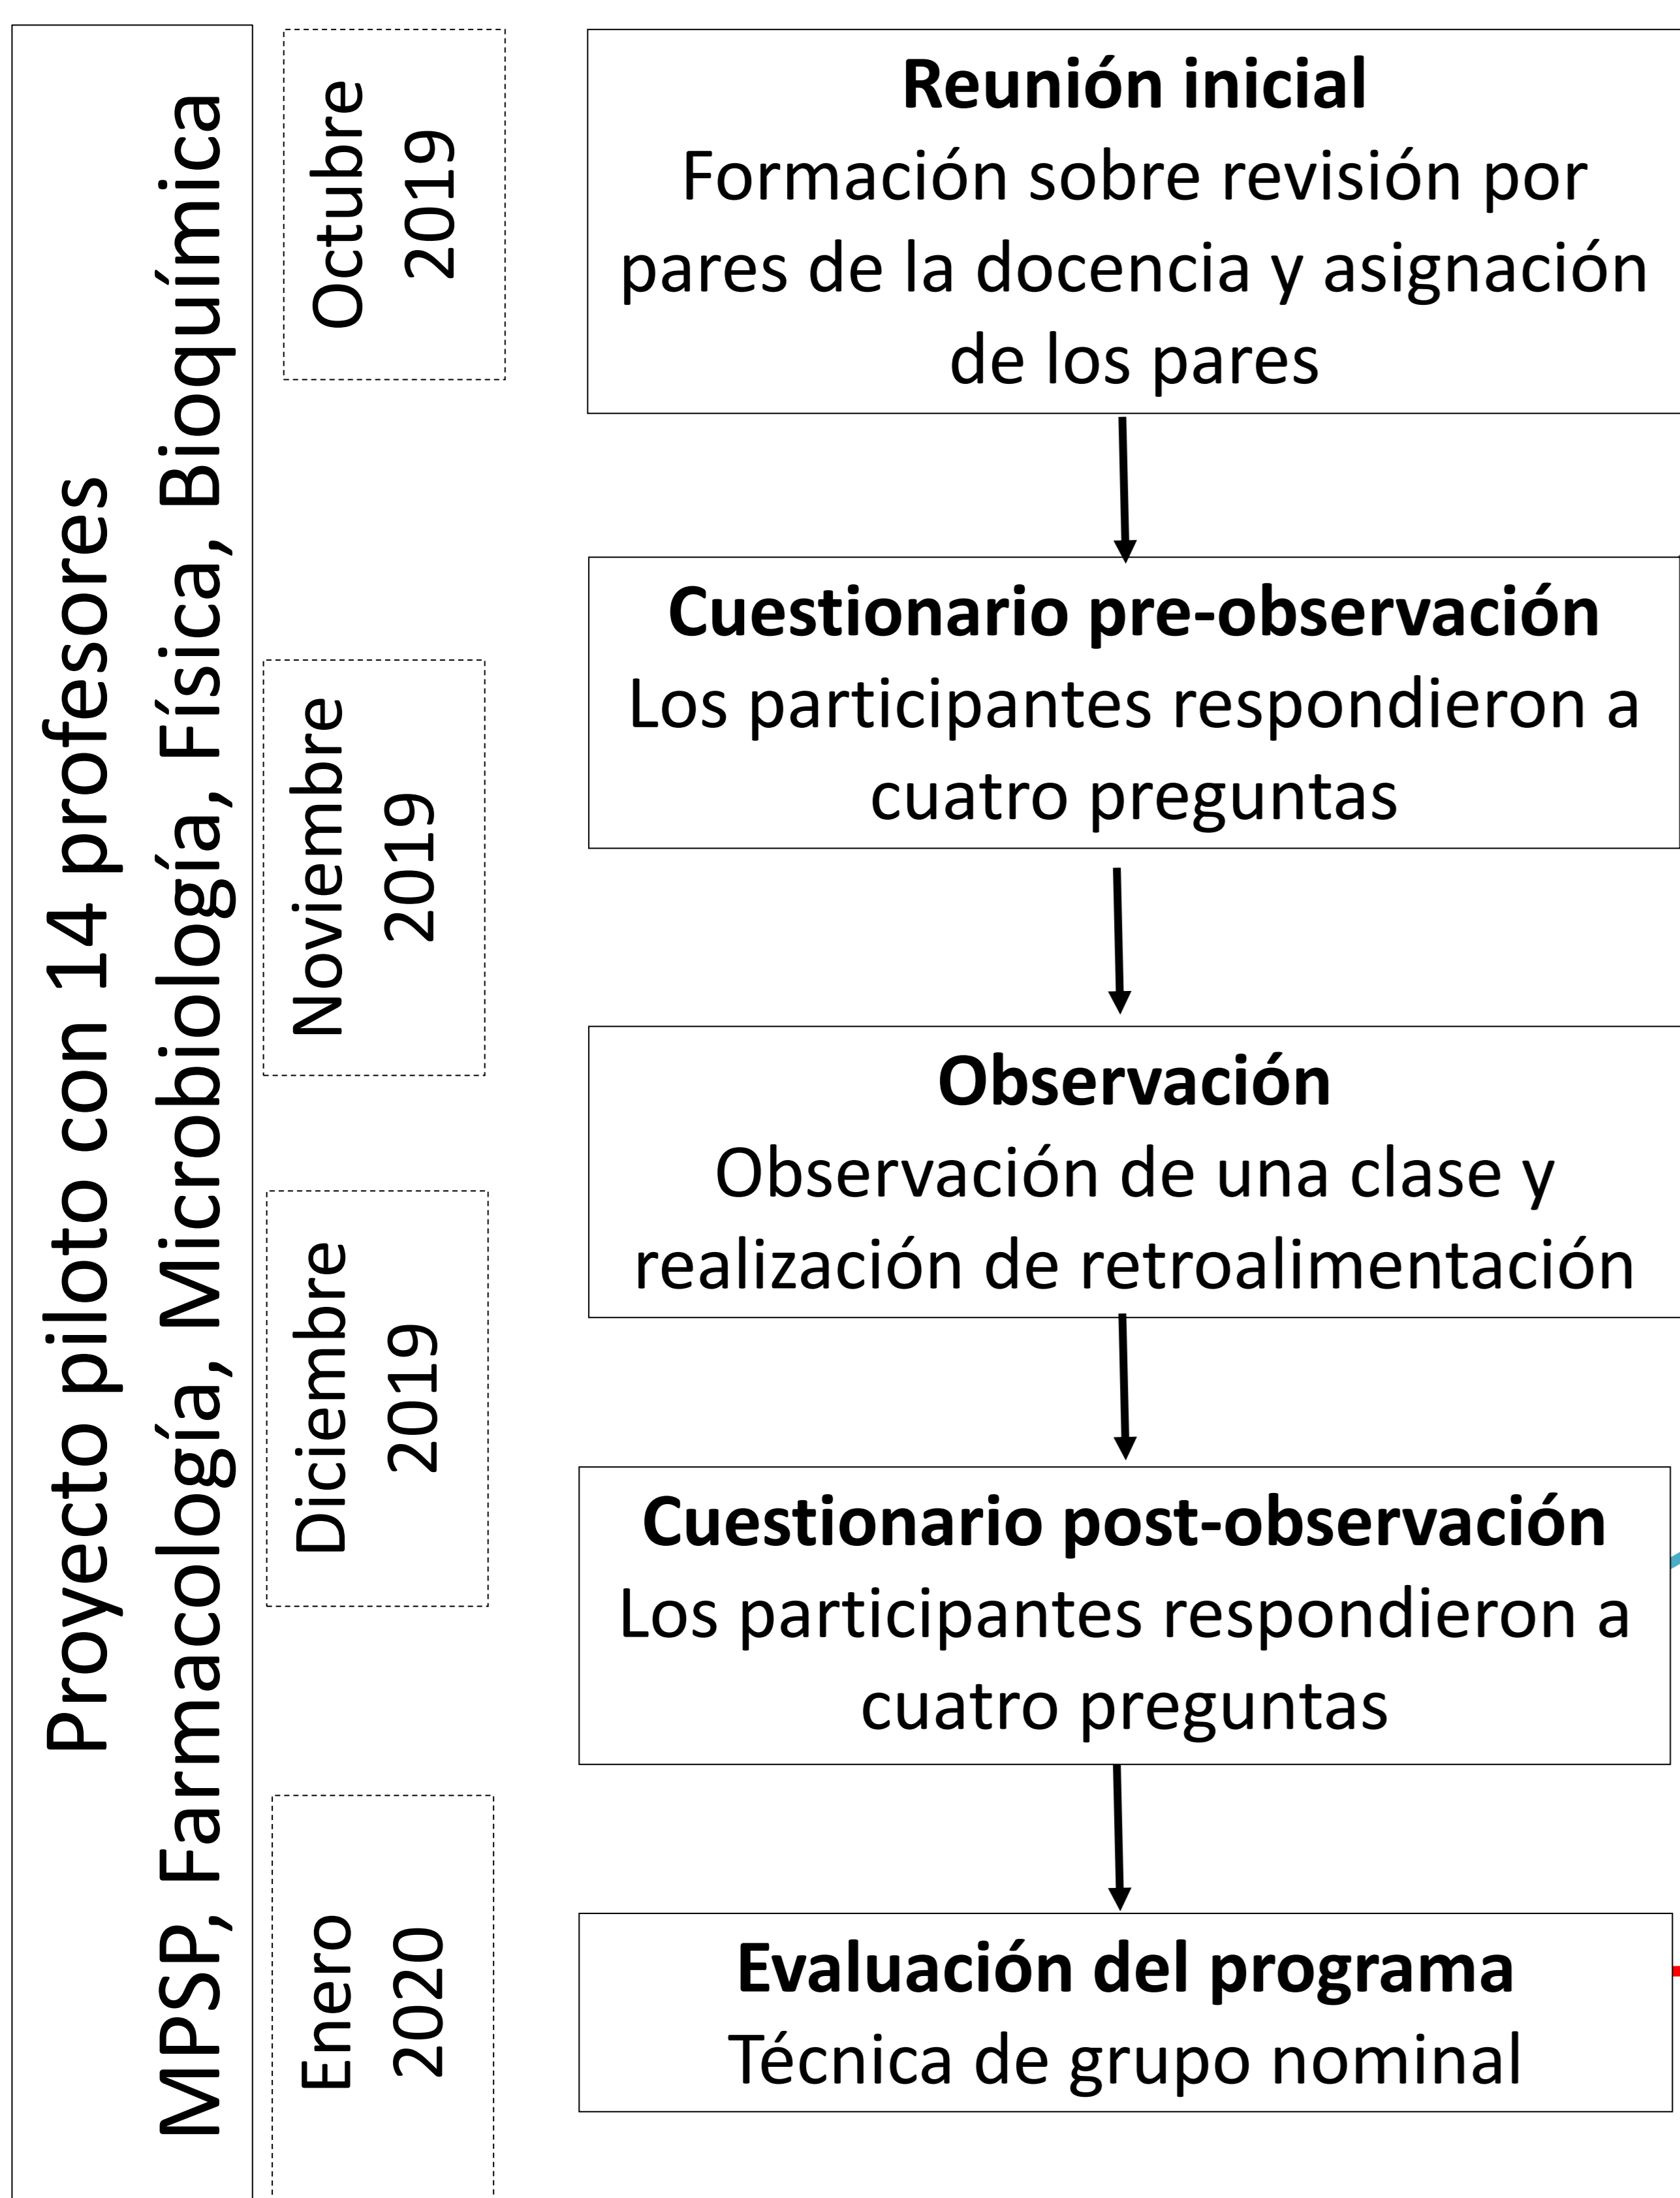 Proyecto piloto con 14 profesores
MPSP, Farmacología, Microbiología, Física, Bioquímica
Octubre
2019
Noviembre
2019
Diciembre
2019
Enero
2020
Reunión inicial
Formación sobre revisión por
pares de la docencia y asignación
de los pares
Cuestionario pre-observación
Los participantes respondieron a
cuatro preguntas
Observación
Observación de una clase y
realización de retroalimentación
Cuestionario post-observación
Los participantes respondieron a
cuatro preguntas
Evaluación del programa
Técnica de grupo nominal